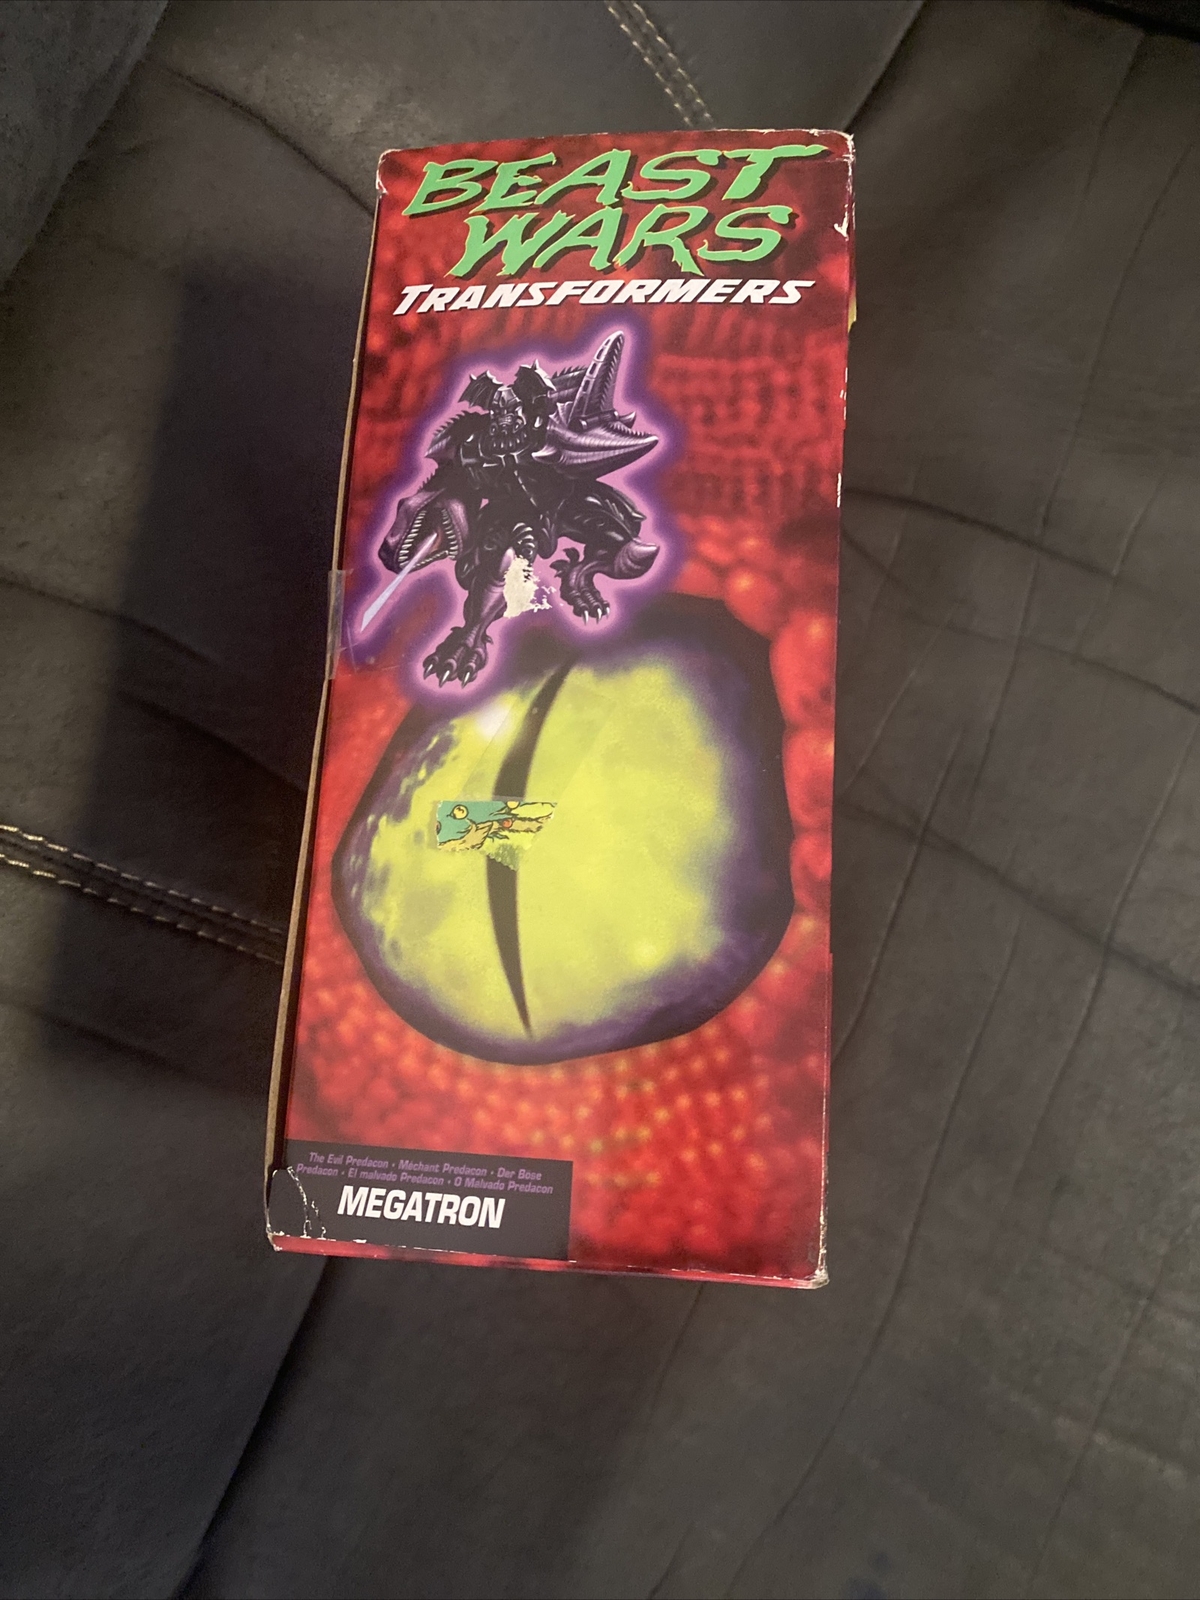 BEAST
WARS
TRANSFORMERS
The Evil Predacon • Méchant Predacon • Der Böse
Predacon • El malvado Predacon • O Malvado Predacon
MEGATRON